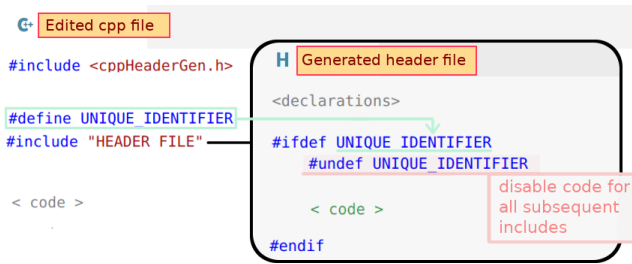 C++ Edited cpp file
#include <cppHeaderGen.h>
#define UNIQUE_IDENTIFIER
#include "HEADER FILE"
< code >
H Generated header file
<declarations>
#ifdef UNIQUE_IDENTIFIER
#undef UNIQUE_IDENTIFIER
< code >
#endif
disable code for
all subsequent
includes